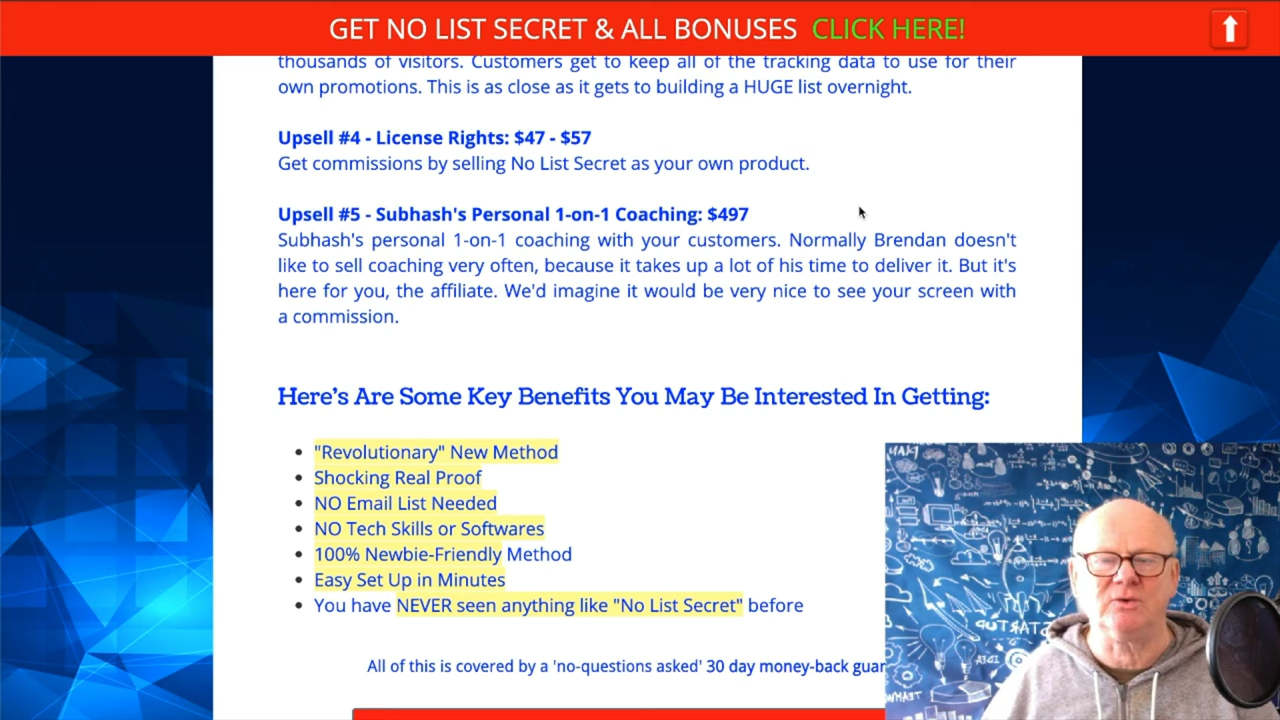 GET NO LIST SECRET & ALL BONUSES CLICK HERE!
thousands of visitors. Customers get to keep all of the tracking data to use for their
own promotions. This is as close as it gets to building a HUGE list overnight.
Upsell #4 - License Rights: $47 - $57
Get commissions by selling No List Secret as your own product.
Upsell #5 - Subhash's Personal 1-on-1 Coaching: $497
Subhash's personal 1-on-1 coaching with your customers. Normally Brendan doesn't
like to sell coaching very often, because it takes up a lot of his time to deliver it. But it's
here for you, the affiliate. We'd imagine it would be very nice to see your screen with
a commission.
Here's Are Some Key Benefits You May Be Interested In Getting:
"Revolutionary" New Method
Shocking Real Proof
NO Email List Needed
NO Tech Skills or Softwares
100% Newbie-Friendly Method
Easy Set Up in Minutes
You have NEVER seen anything like "No List Secret" before
All of this is covered by a 'no-questions asked' 30 day money-back guar
STARTUP
IDEA
TEAMW